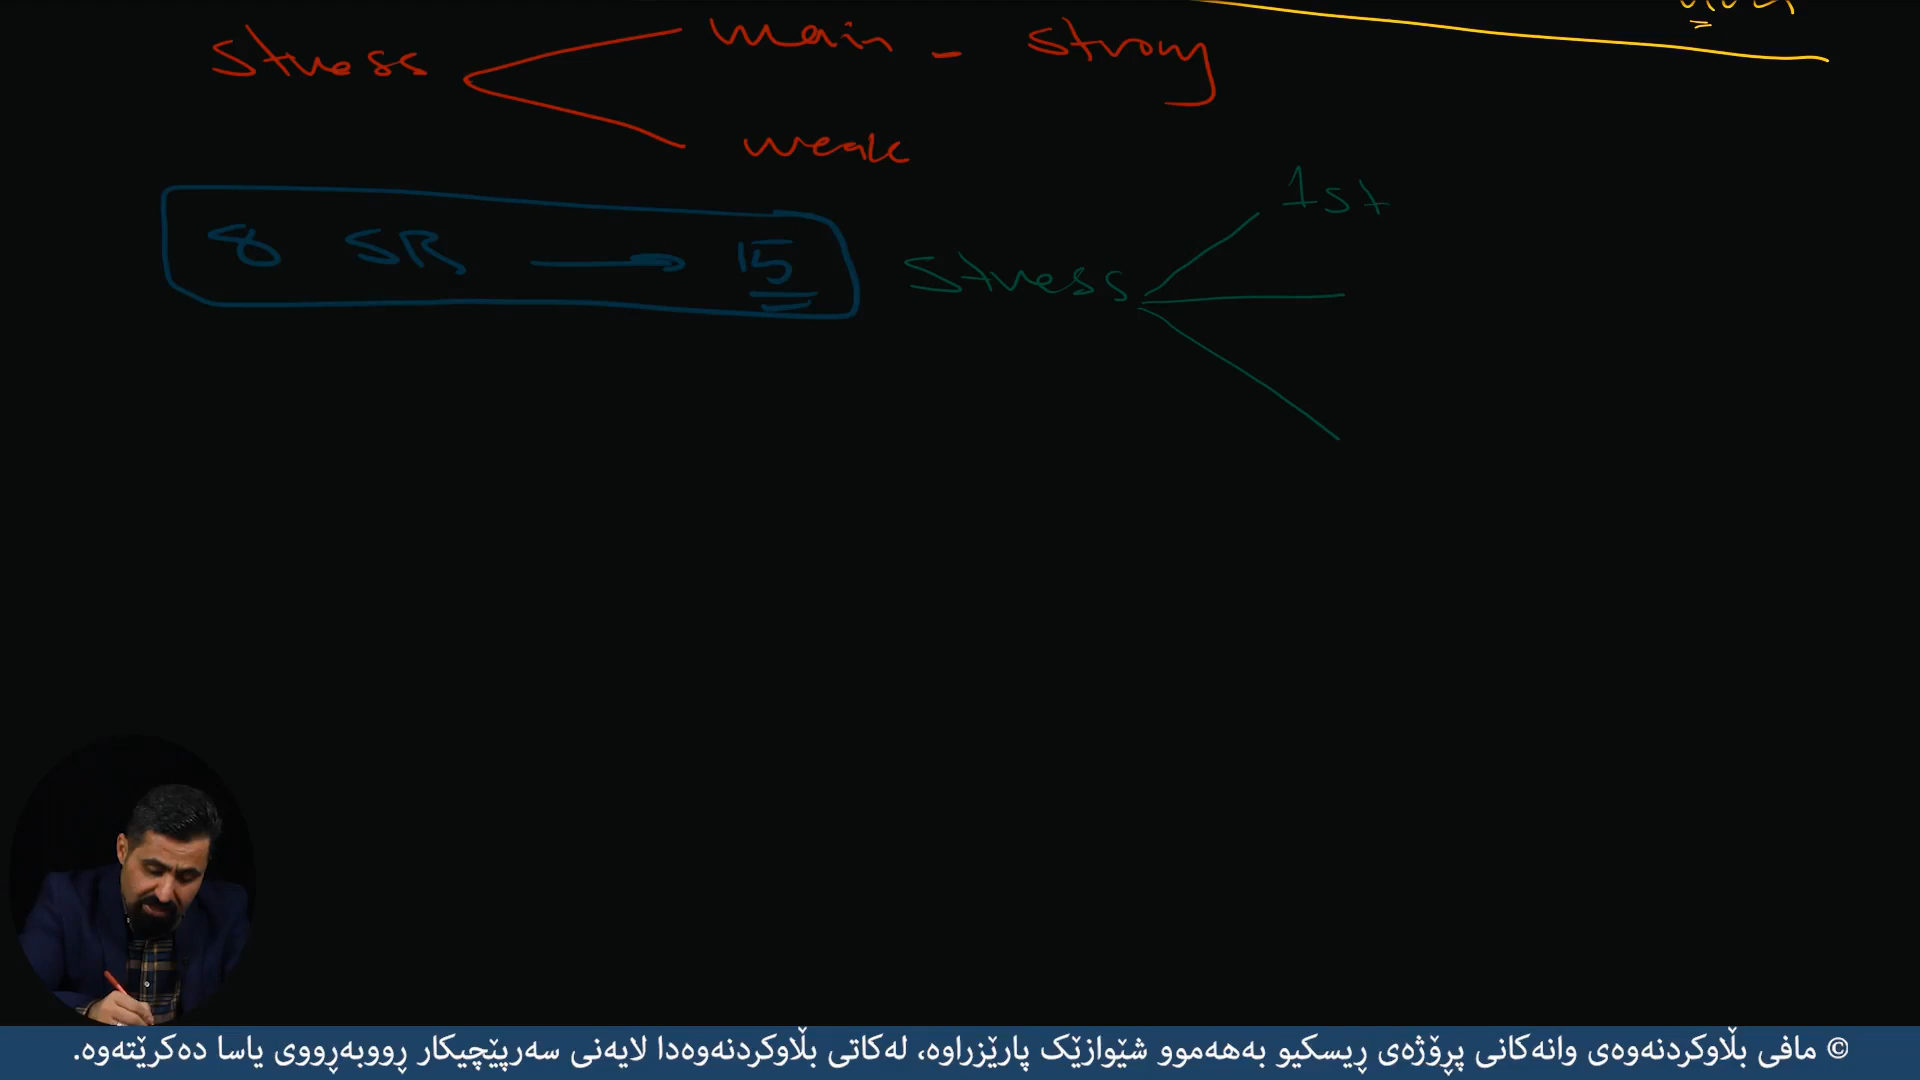 Stress main - strong
weak
8 SR → 15
Stress 1st
© مافی بڵاوکردنەوەی وانەکانی پڕۆژەی ڕیسکیو بەهەموو شێوازێک پارێزراوە، لەکاتی بڵاوکردنەوەدا لایەنی سەرپێچیکار ڕووبەڕووی یاسا دەکرێتەوە.